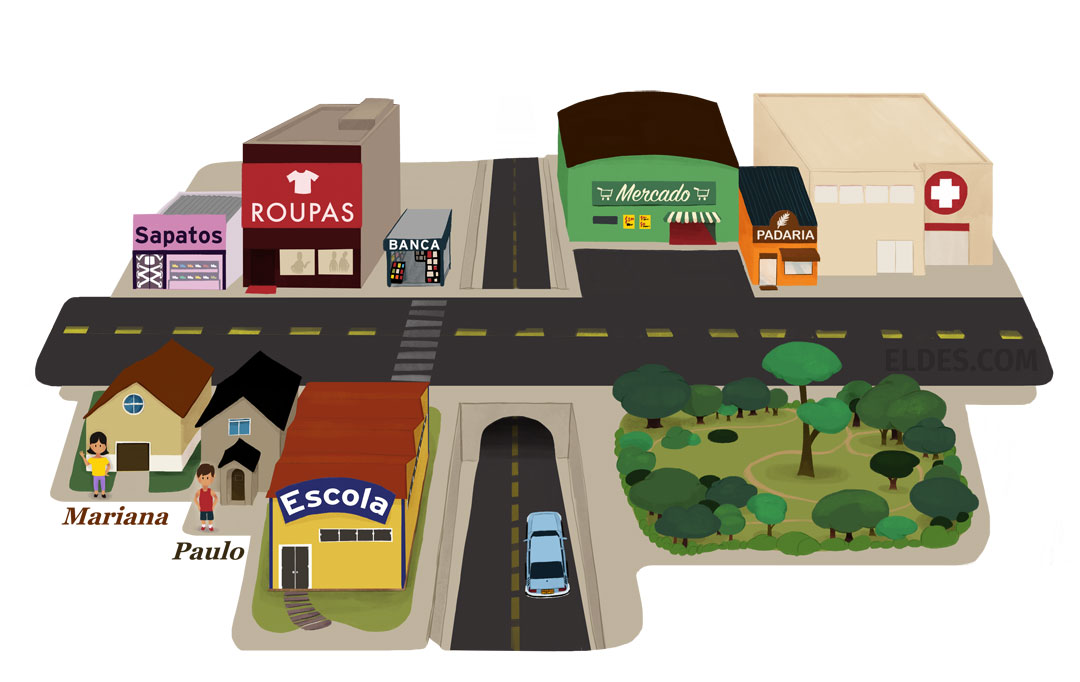 Mercado
ROUPAS
Sapatos
BANCA
PADARIA
ELDES.COM
Escola
Mariana
Paulo